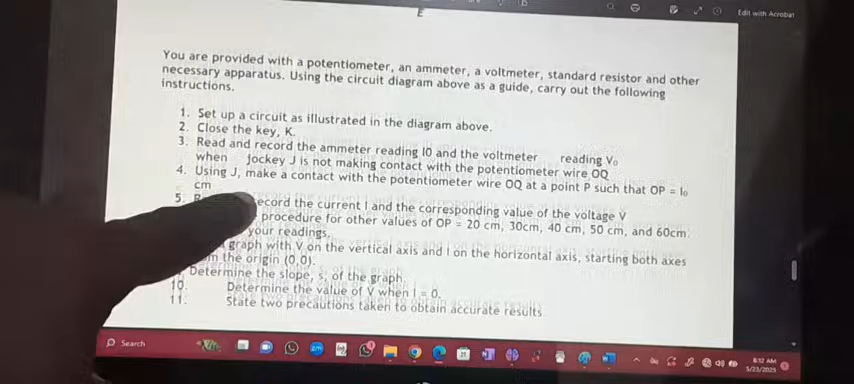 E
Edit with Acrobat
You are provided with a potentiometer, an ammeter, a voltmeter, standard resistor and other
necessary apparatus. Using the circuit diagram above as a guide, carry out the following
instructions.
1. Set up a circuit as illustrated in the diagram above.
2. Close the key, K.
3. Read and record the ammeter reading I0 and the voltmeter reading V₀
when jockey J is not making contact with the potentiometer wire OQ
4. Using J, make a contact with the potentiometer wire OQ at a point P such that OP = l₀
cm
5. ecord the current I and the corresponding value of the voltage V
procedure for other values of OP = 20 cm, 30cm, 40 cm, 50 cm, and 60cm.
your readings.
graph with V on the vertical axis and I on the horizontal axis, starting both axes
m the origin (0,0).
Determine the slope, s, of the graph.
10. Determine the value of V when I = 0.
11. State two precautions taken to obtain accurate results.
Search
8:32 AM
5/23/2025